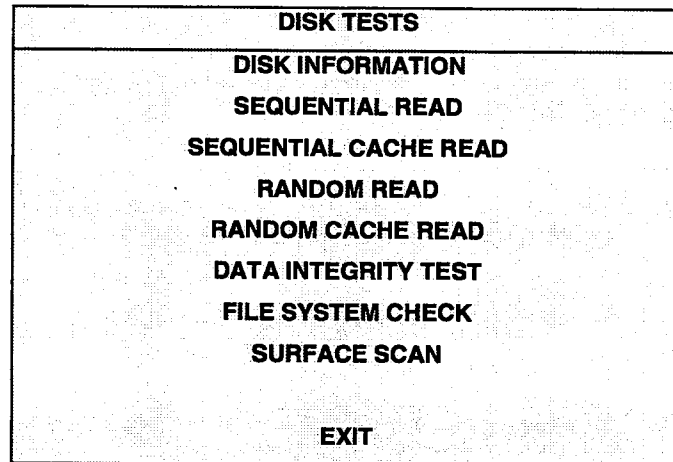 DISK TESTS
DISK INFORMATION
SEQUENTIAL READ
SEQUENTIAL CACHE READ
RANDOM READ
RANDOM CACHE READ
DATA INTEGRITY TEST
FILE SYSTEM CHECK
SURFACE SCAN
EXIT